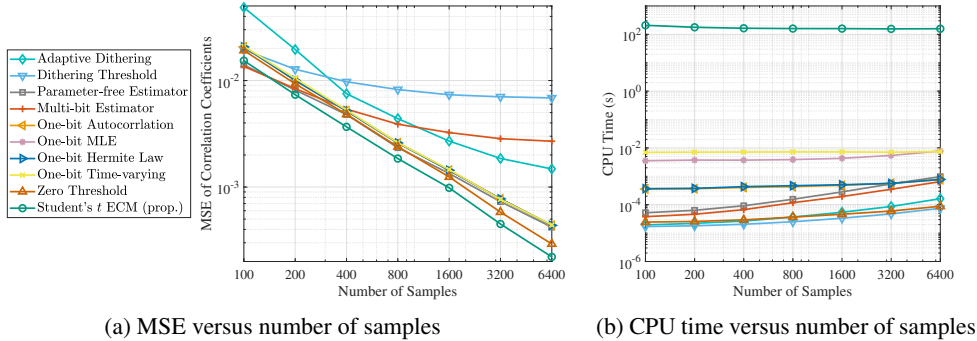 Adaptive Dithering
Dithering Threshold
Parameter-free Estimator
Multi-bit Estimator
One-bit Autocorrlation
One-bit MLE
One-bit Hermite Law
One-bit Time-varying
Zero Threshold
Student's t ECM (prop.)
MSE of Correlation Coefficients
10^-2
10^-3
100 200 400 800 1600 3200 6400
Number of Samples
(a) MSE versus number of samples
CPU Time (s)
10^2
10^0
10^-2
10^-4
10^-6
100 200 400 800 1600 3200 6400
Number of Samples
(b) CPU time versus number of samples